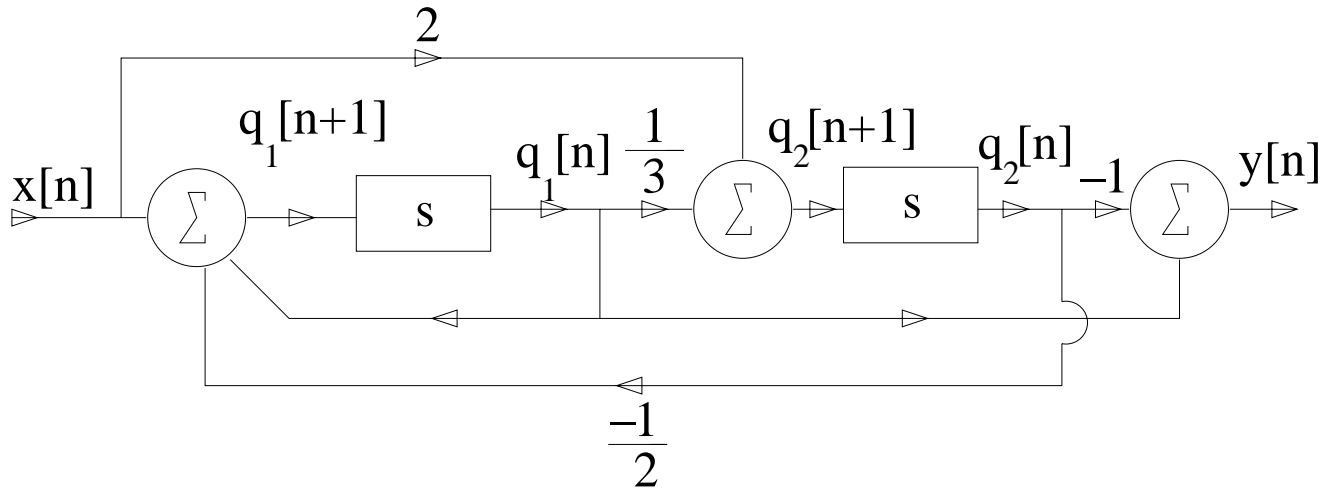 2
q₁[n+1]
q₁[n]
1/3
q₂[n+1]
q₂[n]
−1
x[n]
y[n]
Σ
s
Σ
s
Σ
−1/2